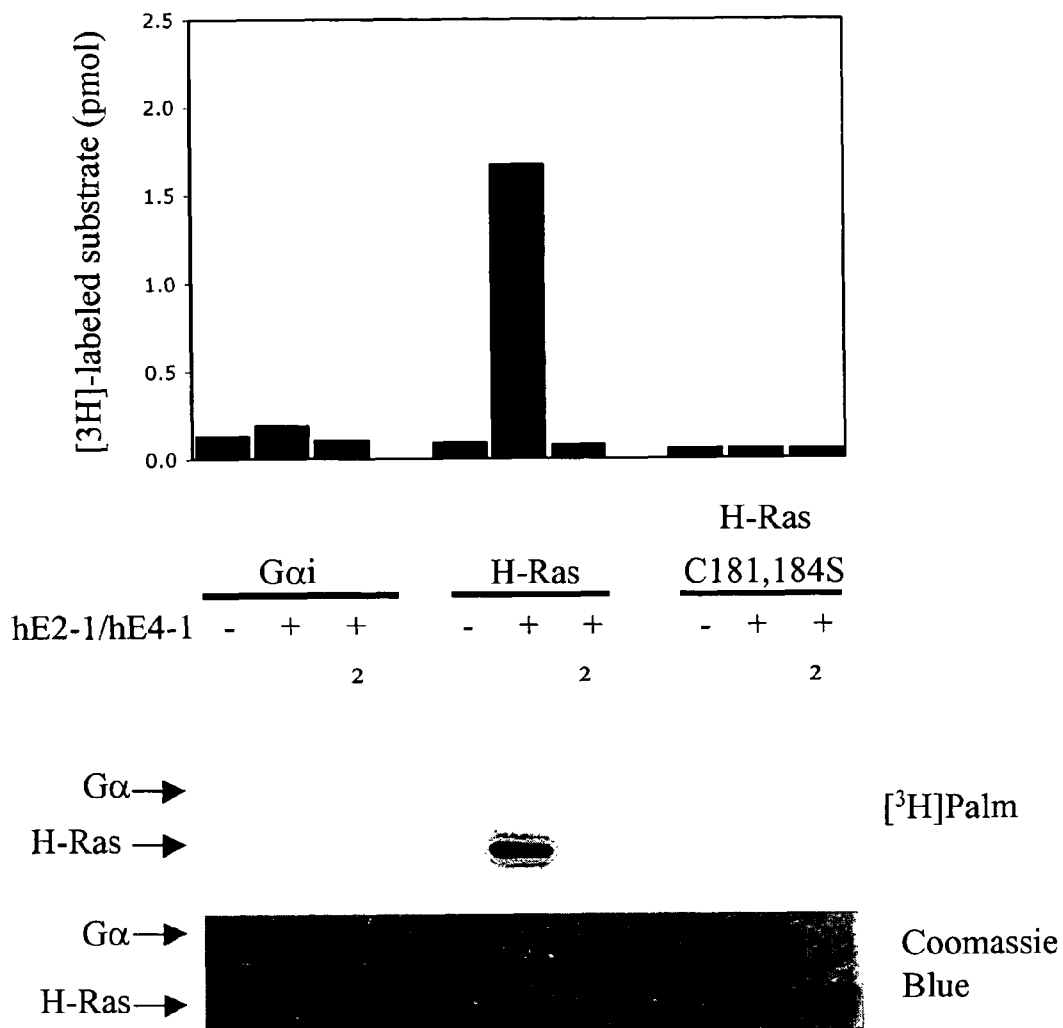 [3H]-labeled substrate (pmol)
2.5
2.0
1.5
1.0
0.5
0.0
H-Ras
Gαi H-Ras C181,184S
hE2-1/hE4-1 - + + - + + - + +
2 2 2
Gα
[³H]Palm
H-Ras
Gα
Coomassie
Blue
H-Ras